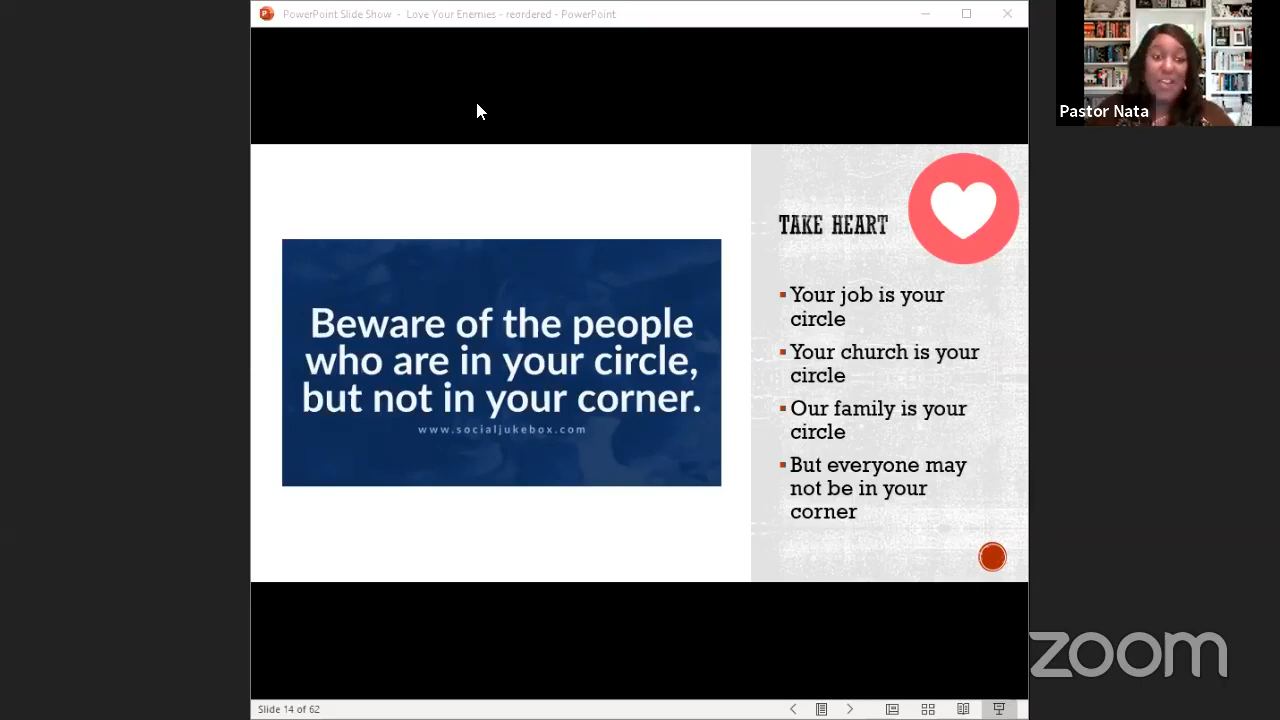 PowerPoint Slide Show - Love Your Enemies - reordered - PowerPoint
Pastor Nata
TAKE HEART
Beware of the people
who are in your circle,
but not in your corner.
www.socialjukebox.com
Your job is your
circle
Your church is your
circle
Our family is your
circle
But everyone may
not be in your
corner
zoom
Slide 14 of 62